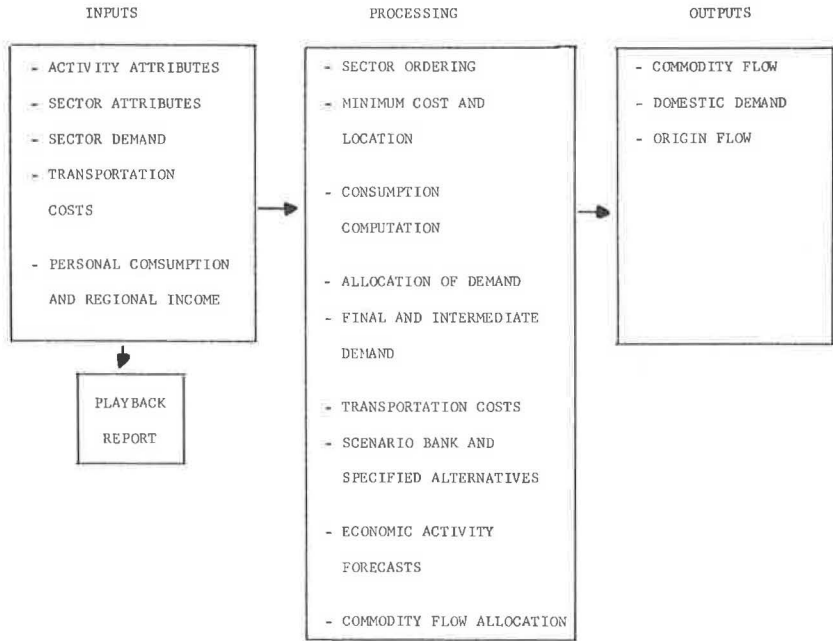 INPUTS
- ACTIVITY ATTRIBUTES
- SECTOR ATTRIBUTES
- SECTOR DEMAND
- TRANSPORTATION
COSTS
- PERSONAL COMSUMPTION
AND REGIONAL INCOME
PLAYBACK
REPORT
PROCESSING
- SECTOR ORDERING
- MINIMUM COST AND
LOCATION
- CONSUMPTION
COMPUTATION
- ALLOCATION OF DEMAND
- FINAL AND INTERMEDIATE
DEMAND
- TRANSPORTATION COSTS
- SCENARIO BANK AND
SPECIFIED ALTERNATIVES
- ECONOMIC ACTIVITY
FORECASTS
- COMMODITY FLOW ALLOCATION
OUTPUTS
- COMMODITY FLOW
- DOMESTIC DEMAND
- ORIGIN FLOW